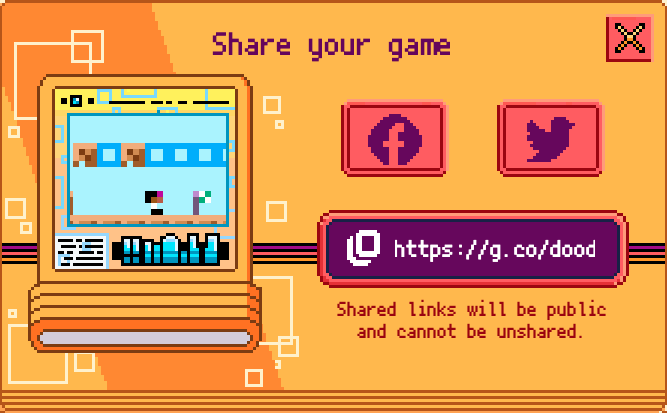 Share your game
https://g.co/dood
Shared links will be public
and cannot be unshared.